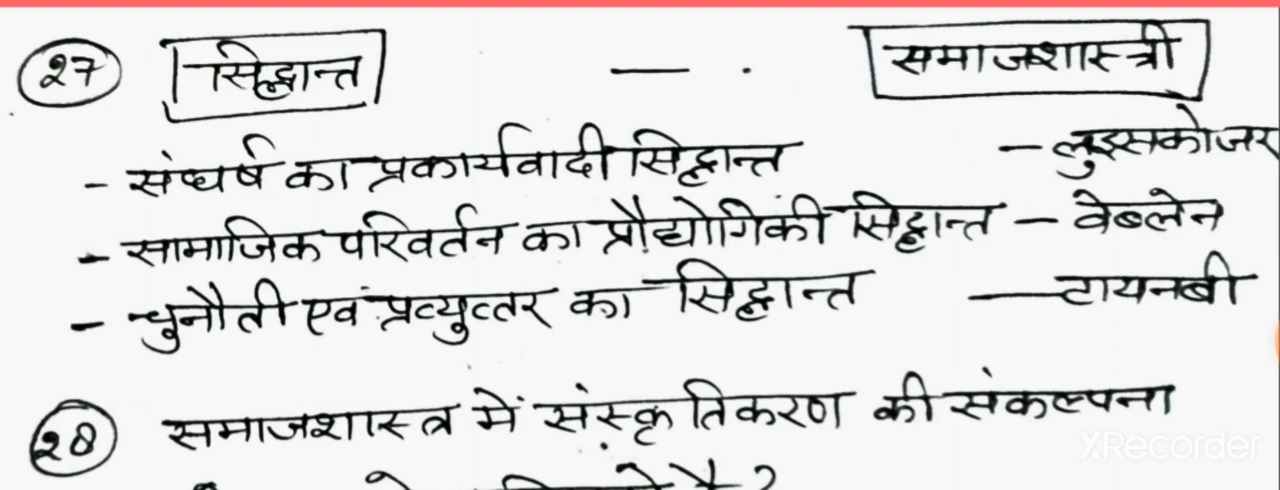 27 सिद्धान्त — समाजशास्त्री
- संघर्ष का प्रकार्यवादी सिद्धान्त - लुइसकोजर
- सामाजिक परिवर्तन का प्रौद्योगिकी सिद्धान्त - वेबलेन
- चुनौती एवं प्रत्युत्तर का सिद्धान्त — टायनबी
28 समाजशास्त्र में संस्कृतिकरण की संकल्पना
XRecorder